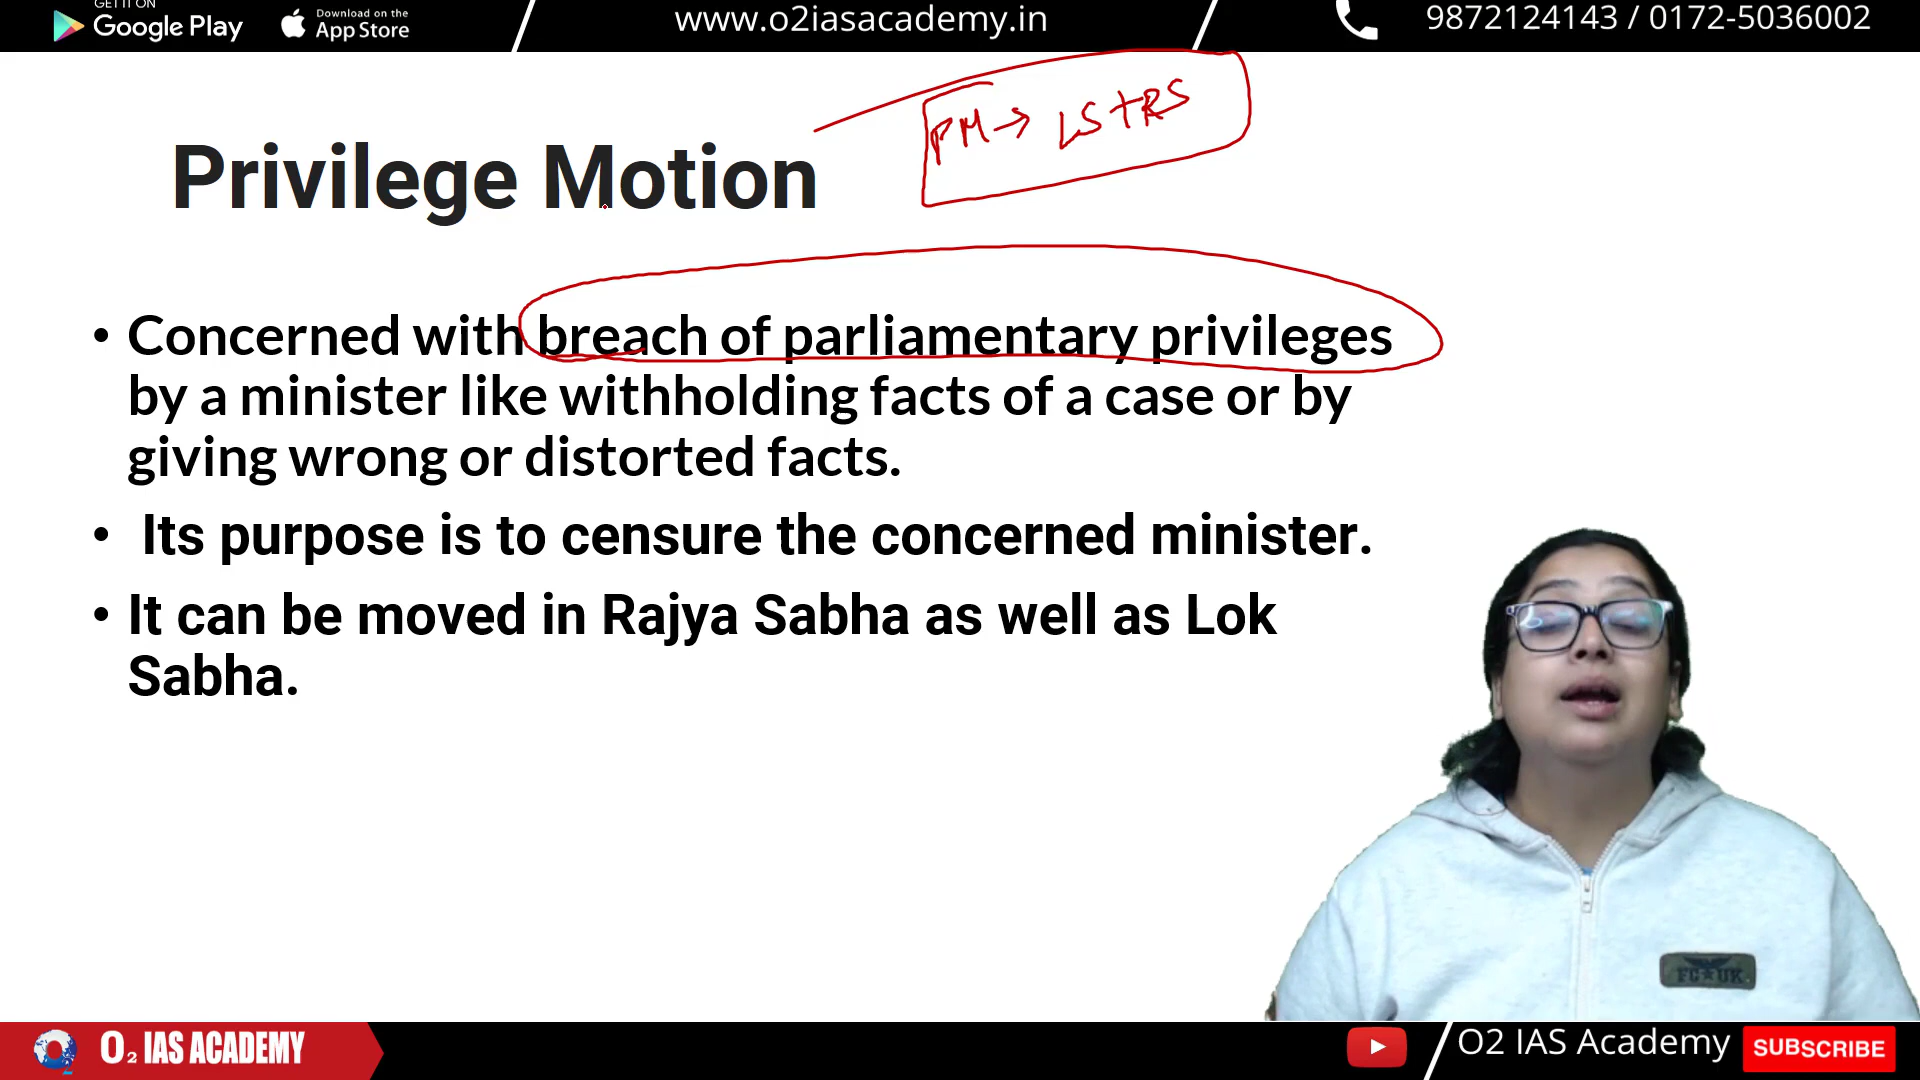 GET IT ON
Google Play
Download on the
App Store
www.o2iasacademy.in
9872124143 / 0172-5036002
PM → LS + RS
Privilege Motion
• Concerned with breach of parliamentary privileges
by a minister like withholding facts of a case or by
giving wrong or distorted facts.
• Its purpose is to censure the concerned minister.
• It can be moved in Rajya Sabha as well as Lok
Sabha.
FC★UK
O2 IAS ACADEMY
O2 IAS Academy
SUBSCRIBE